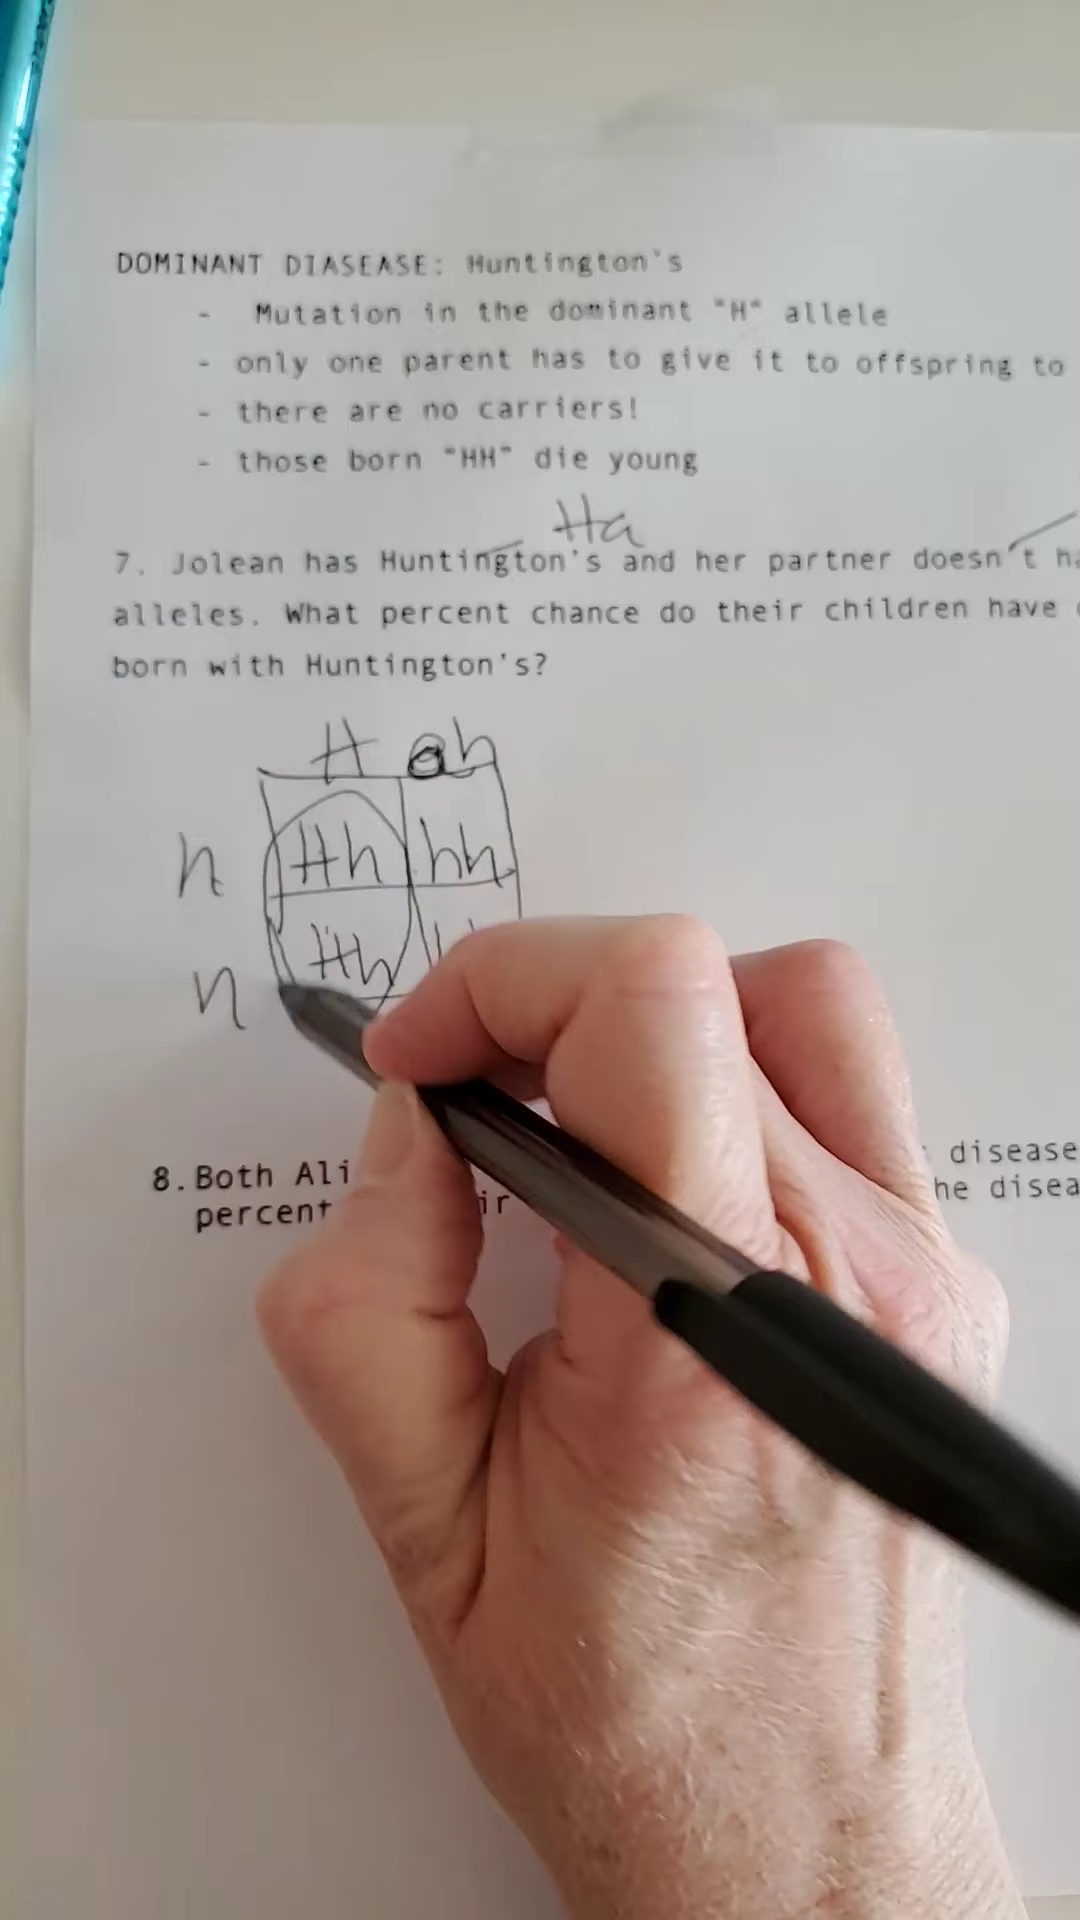 DOMINANT DIASEASE: Huntington's
- Mutation in the dominant "H" allele
- only one parent has to give it to offspring to
- there are no carriers!
- those born "HH" die young
Ha
7. Jolean has Huntington's and her partner doesn't ha
alleles. What percent chance do their children have
born with Huntington's?
H h
h Hh hh
h Hh
8. Both Ali disease
percent ir he disea